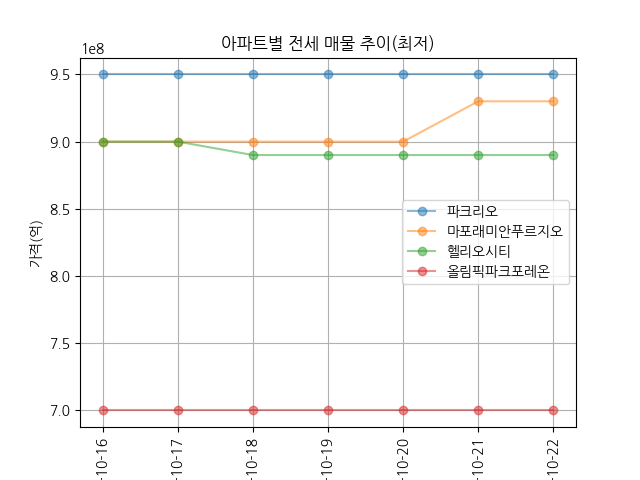 아파트별 전세 매물 추이(최저)
1e8
9.5
9.0
8.5
8.0
7.5
7.0
가격(억)
파크리오
마포래미안푸르지오
헬리오시티
올림픽파크포레온
-10-16
-10-17
-10-18
-10-19
-10-20
-10-21
-10-22